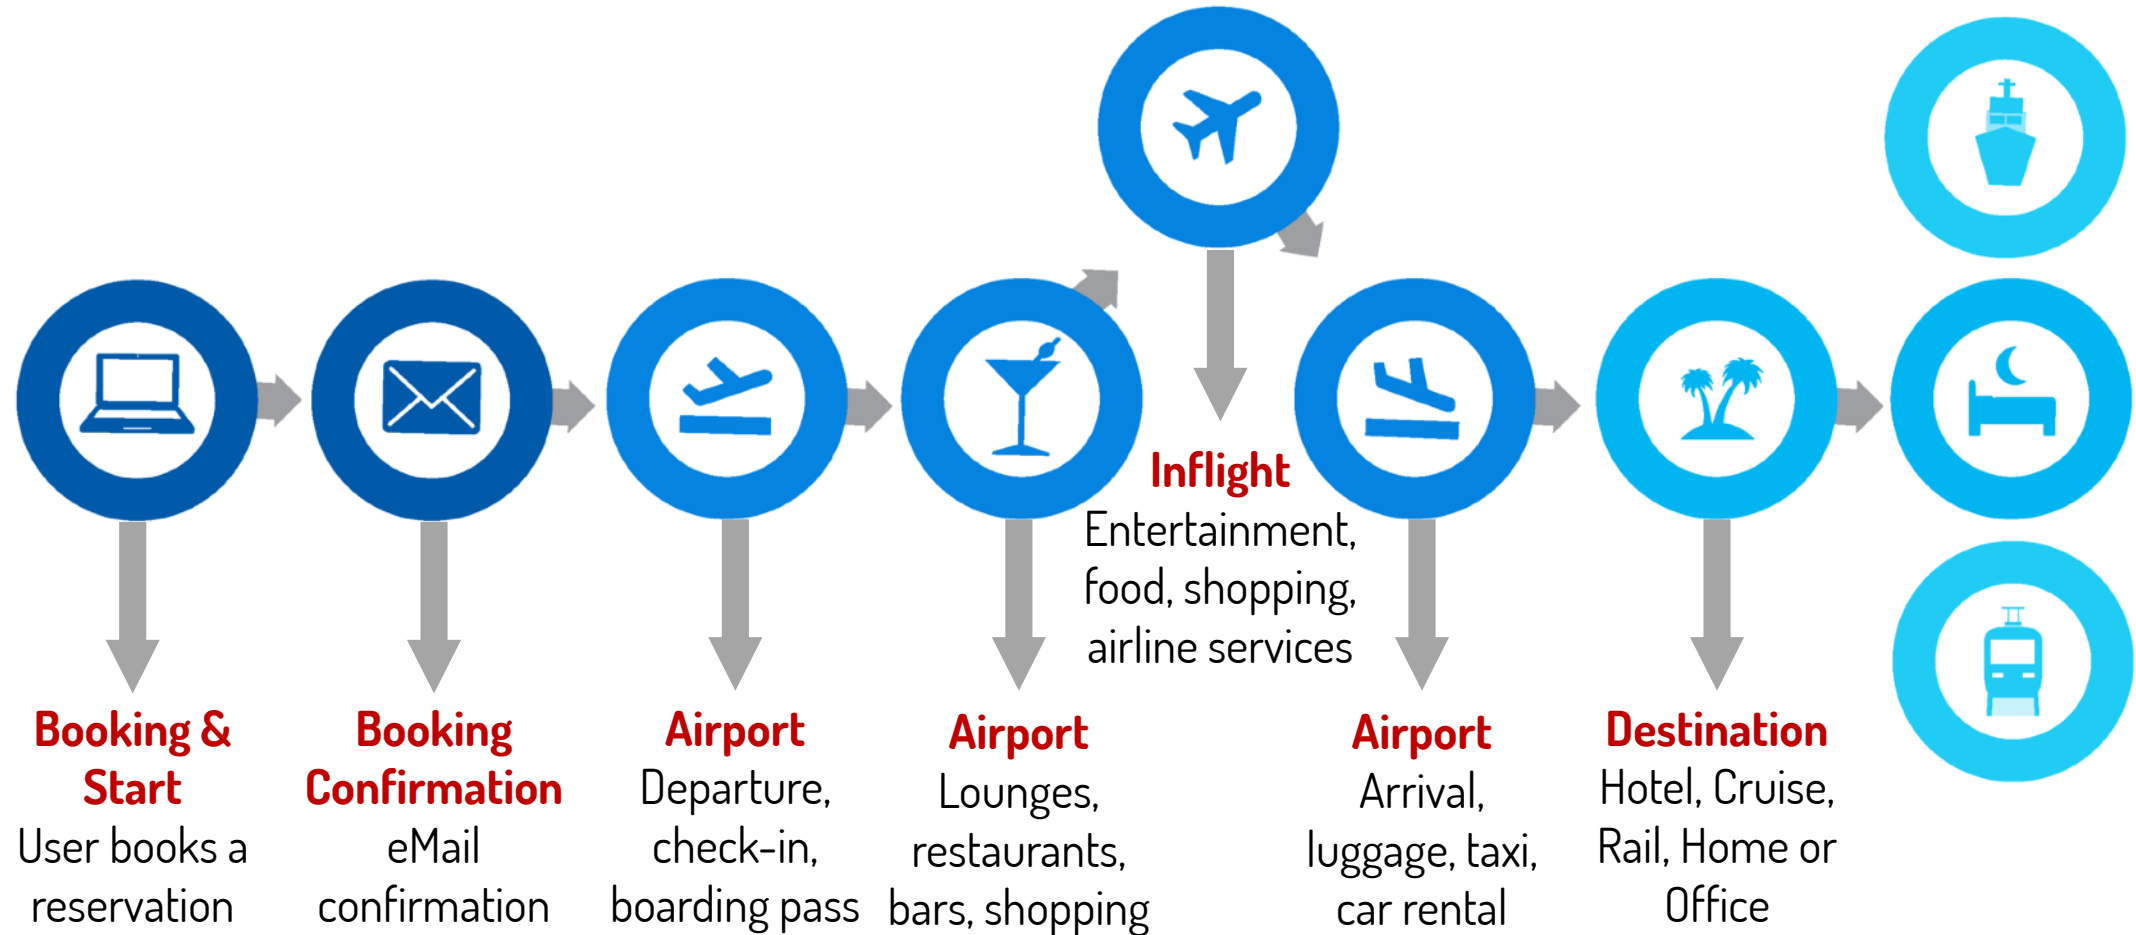 Booking &
Start
User books a
reservation
Booking
Confirmation
eMail
confirmation
Airport
Departure,
check-in,
boarding pass
Airport
Lounges,
restaurants,
bars, shopping
Inflight
Entertainment,
food, shopping,
airline services
Airport
Arrival,
luggage, taxi,
car rental
Destination
Hotel, Cruise,
Rail, Home or
Office